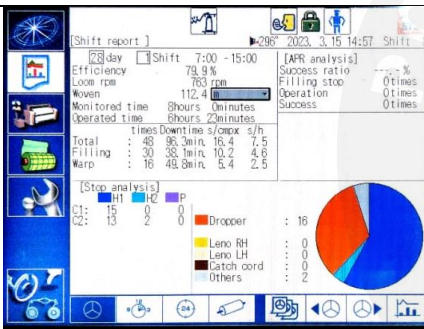 [Shift report ]
296° 2023. 3.15 14:57 Shift
28 day 1 Shift 7:00 - 15:00
Efficiency 79.9%
Loom rpm 763 rpm
Woven 112.4 m
Monitored time 8hours 0minutes
Operated time 6hours 23minutes
times Downtime s/cmpx s/h
Total : 48 96.3min. 16.4 7.5
Filling : 30 38.1min. 10.2 4.6
Warp : 16 49.8min. 5.4 2.5
[APR analysis]
Success ratio ---.- %
Filling stop 0times
Operation 0times
Success 0times
[Stop analysis]
H1 H2 P
C1: 15 0 0
C2: 13 2 0
Dropper : 16
Leno RH : 0
Leno LH : 0
Catch cord : 0
Others : 2
24